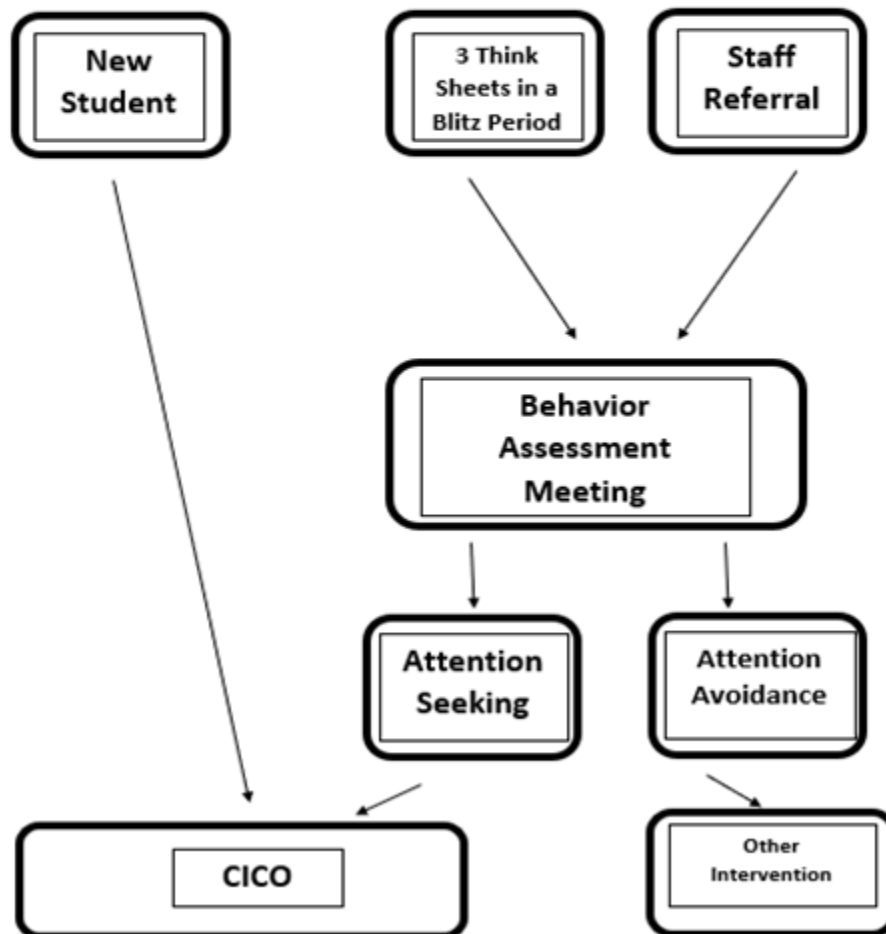 New
Student
3 Think
Sheets in a
Blitz Period
Staff
Referral
Behavior
Assessment
Meeting
Attention
Seeking
Attention
Avoidance
CICO
Other
Intervention